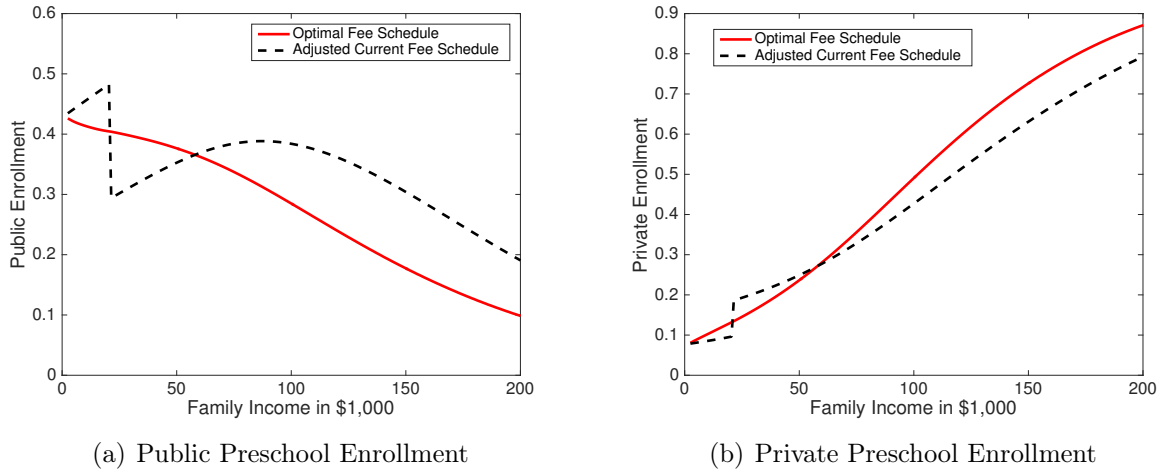 Optimal Fee Schedule
Adjusted Current Fee Schedule
0.6
0.5
0.4
0.3
0.2
0.1
0
Public Enrollment
0 50 100 150 200
Family Income in $1,000
(a) Public Preschool Enrollment
Optimal Fee Schedule
Adjusted Current Fee Schedule
0.9
0.8
0.7
0.6
0.5
0.4
0.3
0.2
0.1
0
Private Enrollment
0 50 100 150 200
Family Income in $1,000
(b) Private Preschool Enrollment